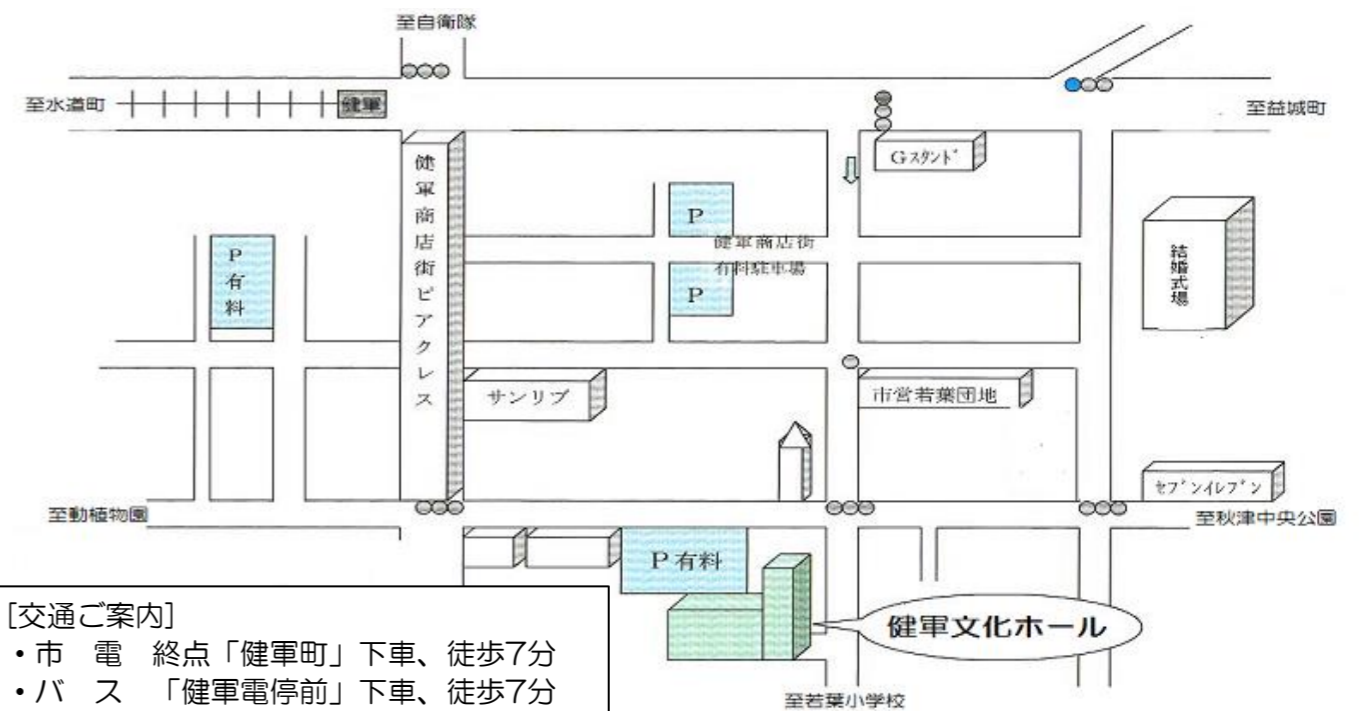 至自衛隊
至水道町
健軍
至益城町
Gスタンド
健軍商店街ピアクレス
P
健軍商店街
有料駐車場
P
P有料
結婚式場
サンリブ
市営若葉団地
セブンイレブン
至動植物園
至秋津中央公園
P有料
健軍文化ホール
[交通ご案内]
・市　電　終点「健軍町」下車、徒歩7分
・バ　ス　「健軍電停前」下車、徒歩7分
至若葉小学校